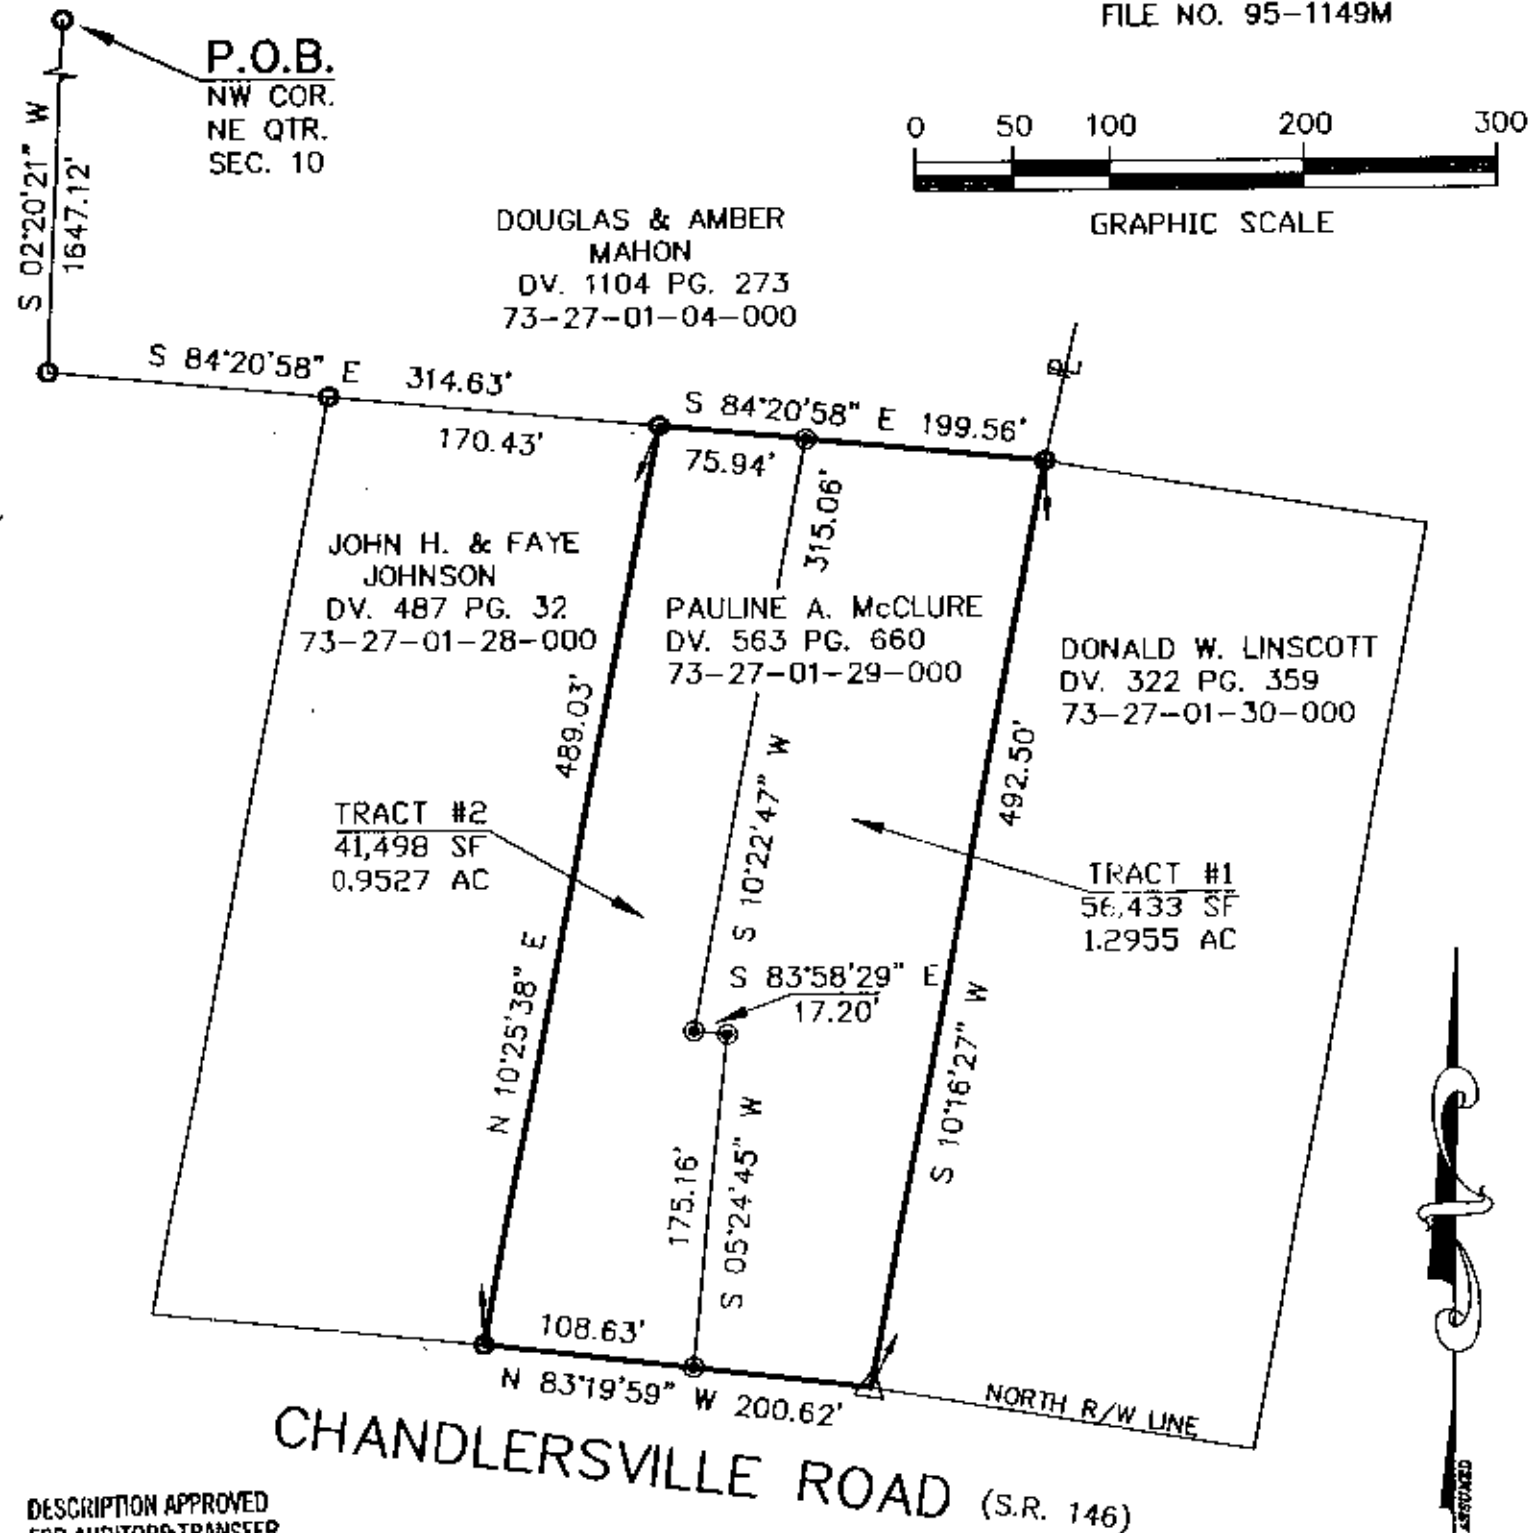 FILE NO. 95-1149M
P.O.B.
NW COR.
NE QTR.
SEC. 10
S 02°20'21" W
1647.12'
0 50 100 200 300
GRAPHIC SCALE
DOUGLAS & AMBER
MAHON
DV. 1104 PG. 273
73-27-01-04-000
S 84°20'58" E 314.63'
170.43'
S 84°20'58" E 199.56'
75.94'
315.06'
JOHN H. & FAYE
JOHNSON
DV. 487 PG. 32
73-27-01-28-000
PAULINE A. McCLURE
DV. 563 PG. 660
73-27-01-29-000
DONALD W. LINSCOTT
DV. 322 PG. 359
73-27-01-30-000
489.03'
N 10°25'38" E
S 10°22'47" W
492.50'
S 10°16'27" W
TRACT #2
41,498 SF
0.9527 AC
TRACT #1
56,433 SF
1.2955 AC
S 83°58'29" E
17.20'
175.16'
S 05°24'45" W
108.63'
N 83°19'59" W 200.62'
NORTH R/W LINE
CHANDLERSVILLE ROAD (S.R. 146)
ASSUMED
DESCRIPTION APPROVED
FOR AUDITORS TRANSFER